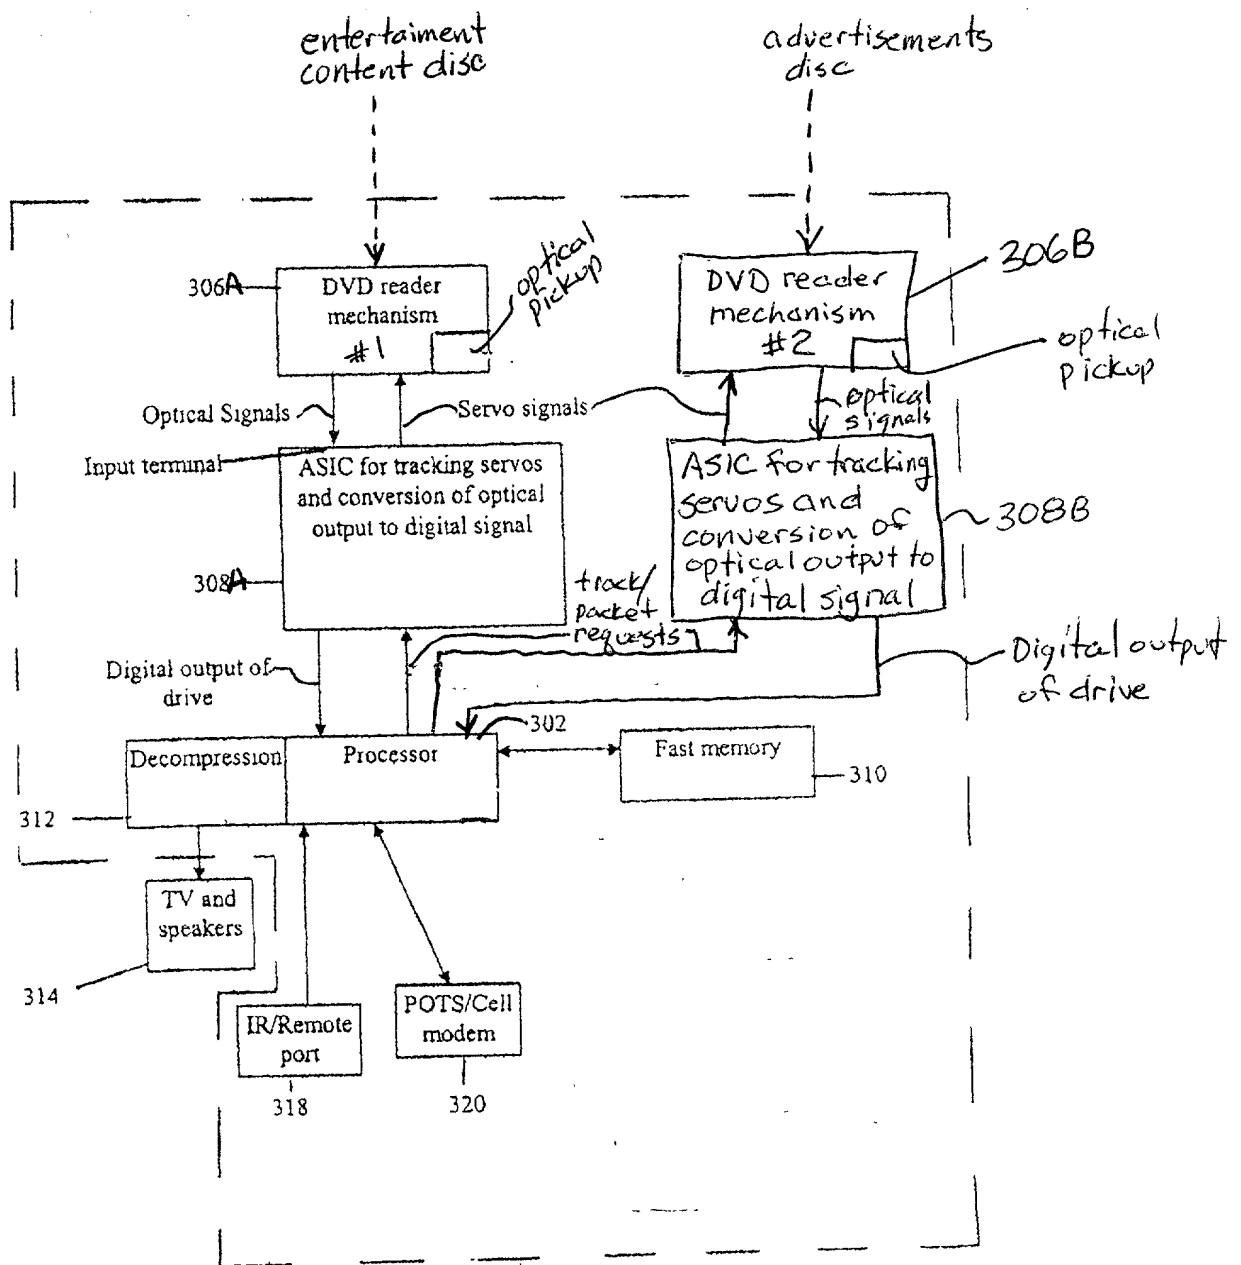 entertaiment
content disc
advertisements
disc
306A
DVD reader
mechanism
#1
optical
pickup
DVD reader
mechanism
#2
306B
optical
pickup
Optical Signals
Servo signals
optical
signals
Input terminal
ASIC for tracking servos
and conversion of optical
output to digital signal
308A
ASIC for tracking
servos and
conversion of
optical output to
digital signal
308B
track/
packet
requests
Digital output of
drive
Digital output
of drive
302
Decompression
Processor
Fast memory
310
312
TV and
speakers
314
IR/Remote
port
318
POTS/Cell
modem
320